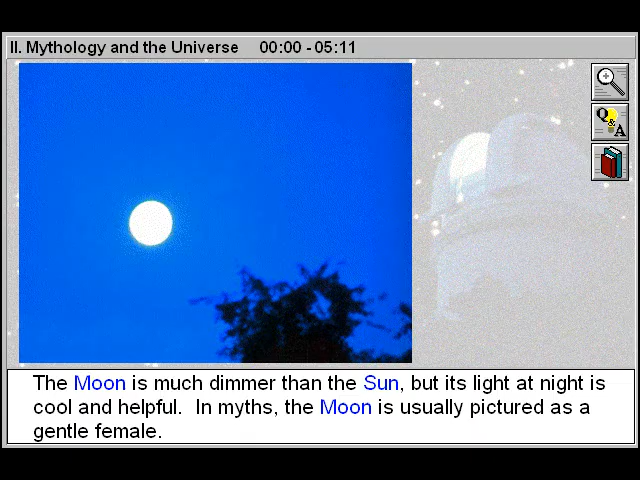 II. Mythology and the Universe 00:00 - 05:11
Q&A
The Moon is much dimmer than the Sun, but its light at night is
cool and helpful.  In myths, the Moon is usually pictured as a
gentle female.